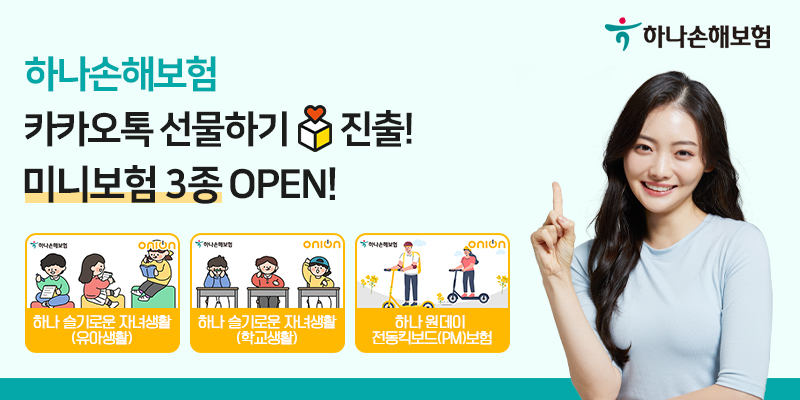 하나손해보험
하나손해보험
카카오톡 선물하기 진출!
미니보험 3종 OPEN!
하나손해보험 onion
하나 슬기로운 자녀생활
(유아생활)
하나손해보험 onion
하나 슬기로운 자녀생활
(학교생활)
하나손해보험 onion
하나 원데이
전동킥보드(PM)보험